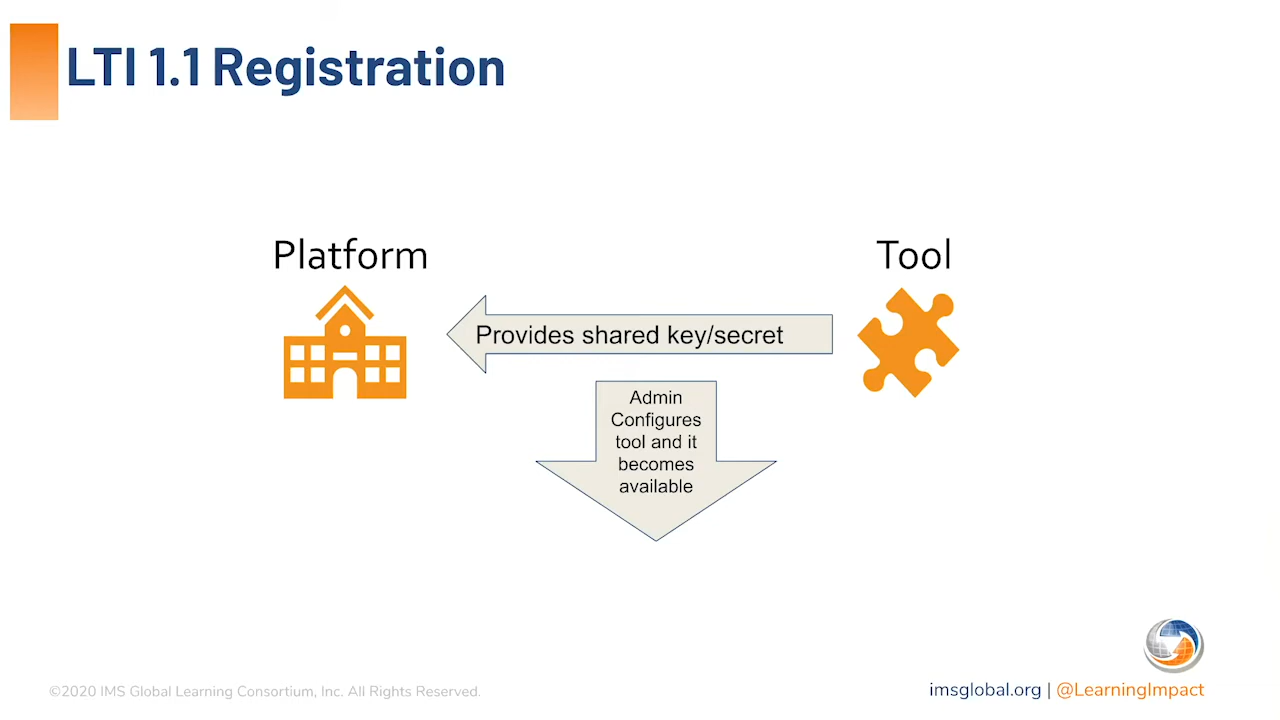 LTI 1.1 Registration
Platform
Tool
Provides shared key/secret
Admin
Configures
tool and it
becomes
available
©2020 IMS Global Learning Consortium, Inc. All Rights Reserved.
imsglobal.org | @LearningImpact